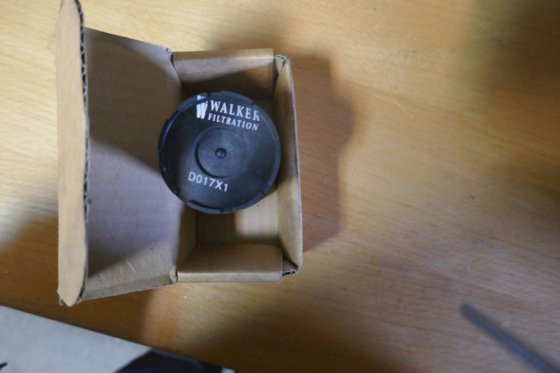 WALKER
FILTRATION
D017X1